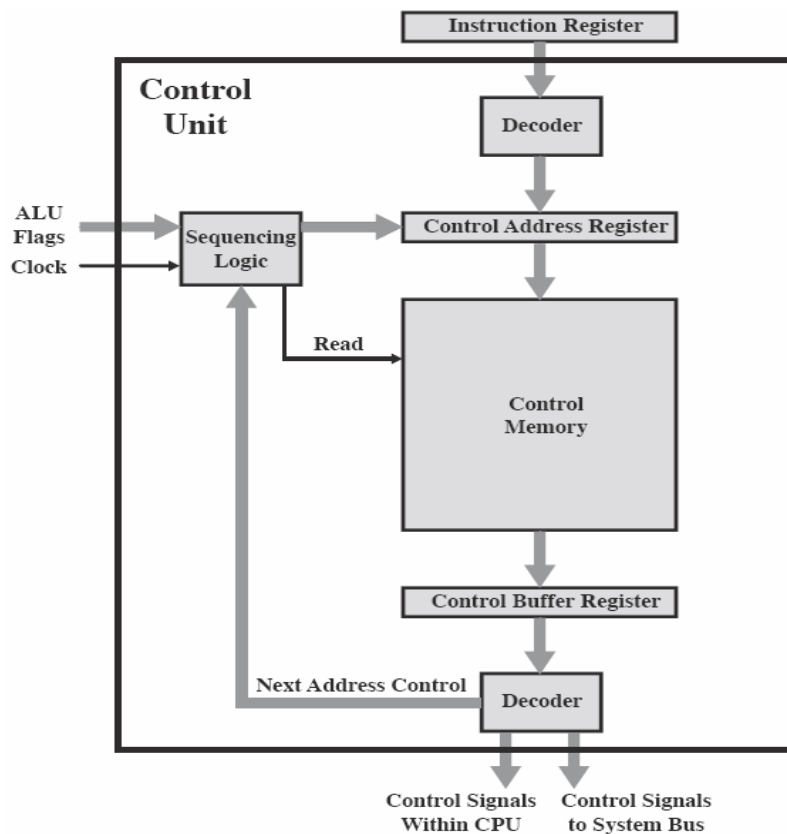 Instruction Register
Control
Unit
Decoder
ALU
Flags
Clock
Sequencing
Logic
Control Address Register
Read
Control
Memory
Control Buffer Register
Next Address Control
Decoder
Control Signals
Within CPU
Control Signals
to System Bus